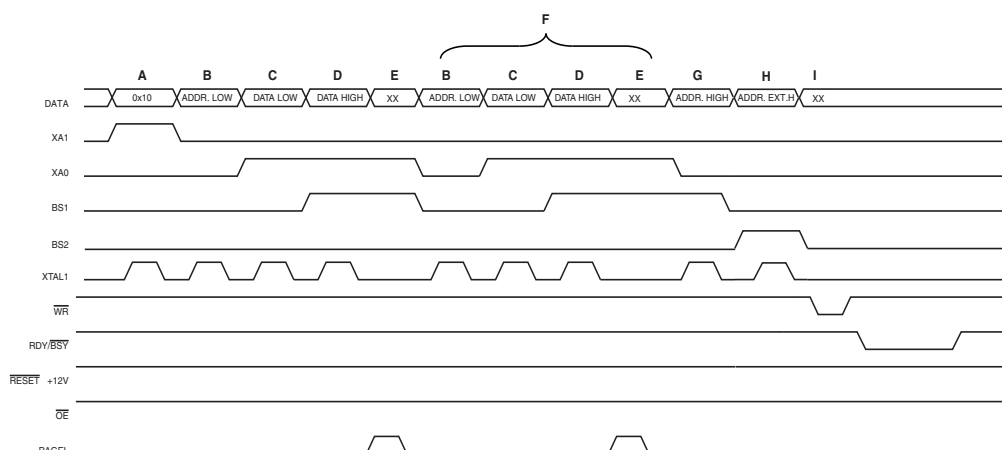 F
A B C D E B C D E G H I
DATA 0x10 ADDR. LOW DATA LOW DATA HIGH XX ADDR. LOW DATA LOW DATA HIGH XX ADDR. HIGH ADDR. EXT.H XX
XA1
XA0
BS1
BS2
XTAL1
WR
RDY/BSY
RESET +12V
OE